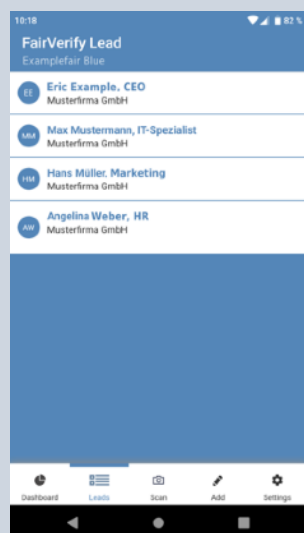 10:18
82 %
FairVerify Lead
Examplefair Blue
EE
Eric Example, CEO
Musterfirma GmbH
MM
Max Mustermann, IT-Spezialist
Musterfirma GmbH
HM
Hans Müller, Marketing
Musterfirma GmbH
AW
Angelina Weber, HR
Musterfirma GmbH
Dashboard Leads Scan Add Settings